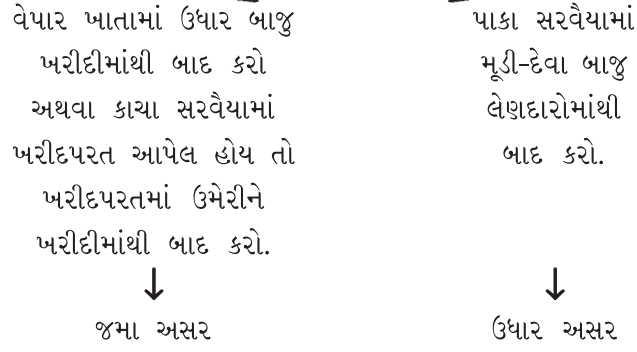 વેપાર ખાતામાં ઉધાર બાજુ
ખરીદીમાંથી બાદ કરો
અથવા કાચા સરવૈયામાં
ખરીદપરત આપેલ હોય તો
ખરીદપરતમાં ઉમેરીને
ખરીદીમાંથી બાદ કરો.
↓
જમા અસર
પાકા સરવૈયામાં
મૂડી-દેવા બાજુ
લેણદારોમાંથી
બાદ કરો.
↓
ઉધાર અસર